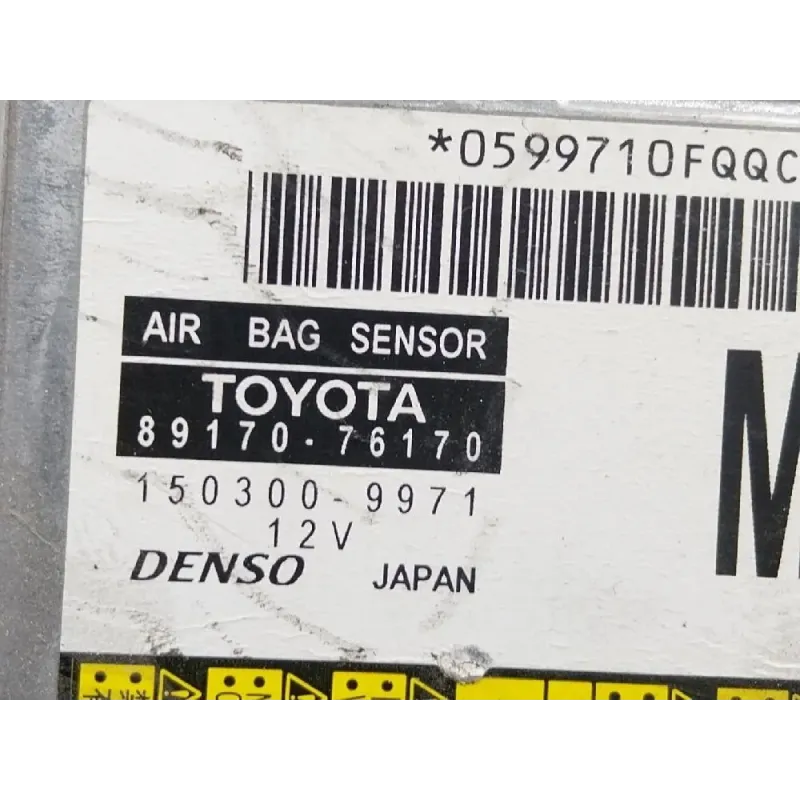 *0599710FQQC
AIR BAG SENSOR
TOYOTA
89170-76170
150300-9971
12V
DENSO JAPAN
M